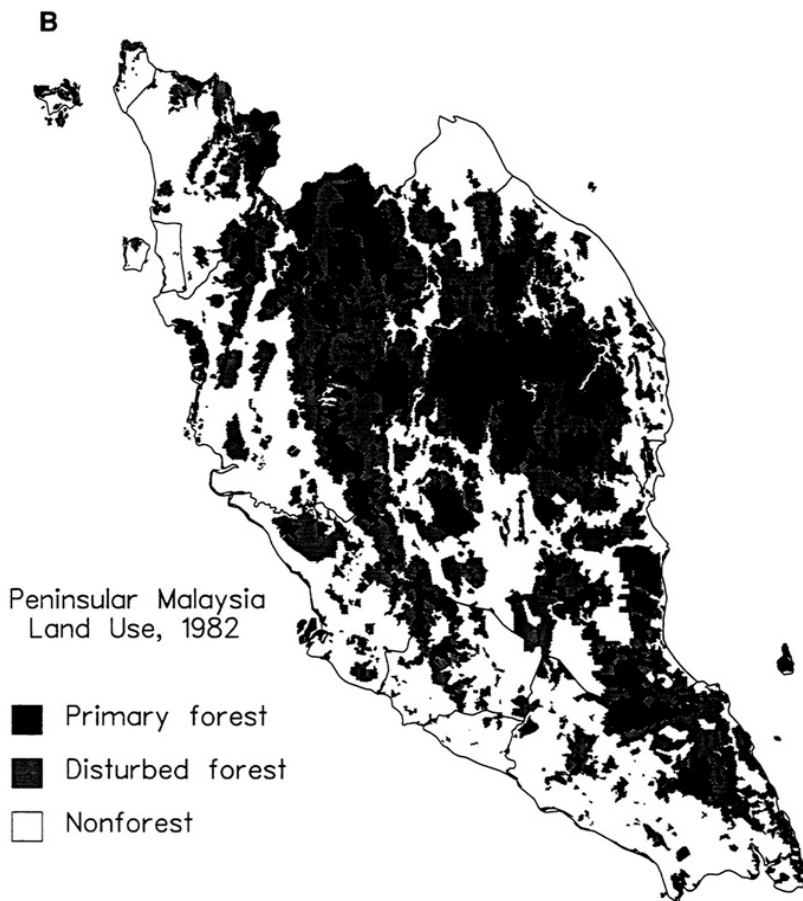 B
Peninsular Malaysia
Land Use, 1982
Primary forest
Disturbed forest
Nonforest